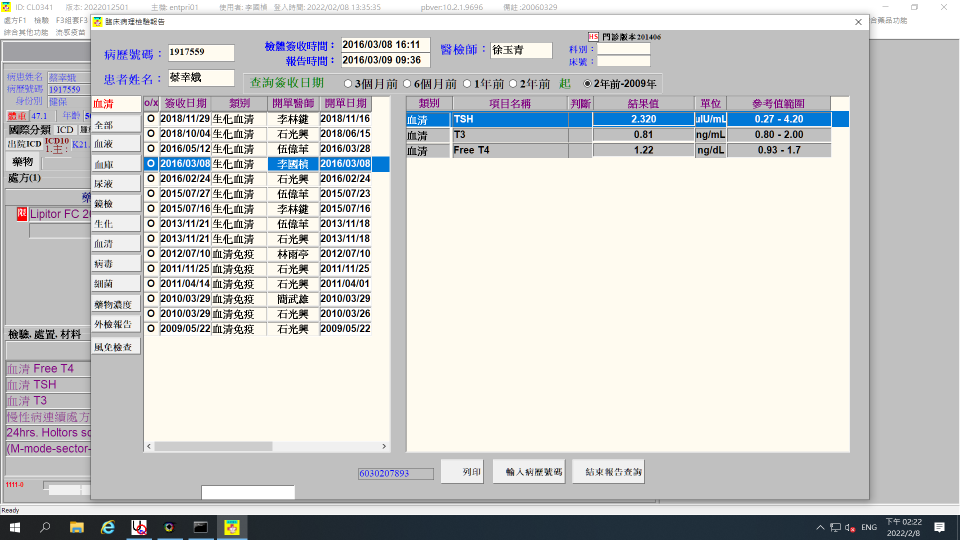 ID: CL0341 版本: 2022012501 主檔: entpri01 使用者: 李國楨 登入時間: 2022/02/08 13:35:35 pbver:10.2.1.9696 備註 :20060329
處方F1 檢驗 F3組套F3
綜合其他功能 流感疫苗
臨床病理檢驗報告
病歷號碼： 1917559
檢體簽收時間： 2016/03/08 16:11
報告時間： 2016/03/09 09:36
醫檢師： 徐玉青
HS 門診版本201406
科別：
床號：
患者姓名： 蔡幸娥
查詢簽收日期 3個月前 6個月前 1年前 2年前 起 2年前-2009年
病患姓名 蔡幸娥
病歷號碼 1917559
身份別 健保
體重 47.1 年齡
國際分類 ICD
出院ICD ICD10 1.主: K21.
藥物
處方(1)
限 Lipitor FC
檢驗, 處置, 材料
血清 Free T4
血清 TSH
血清 T3
慢性病連續處方
24hrs. Holtors
(M-mode-sector-
1111-0
血清
全部
血液
血庫
尿液
鏡檢
生化
血清
病毒
細菌
藥物濃度
外檢報告
風免檢查
o/x 簽收日期 類別 開單醫師 開單日期
O 2018/11/29 生化血清 李林鍵 2018/11/16
O 2018/10/04 生化血清 石光興 2018/06/15
O 2016/05/12 生化血清 伍偉華 2016/03/28
O 2016/03/08 生化血清 李國楨 2016/03/08
O 2016/02/24 生化血清 石光興 2016/02/24
O 2015/07/27 生化血清 伍偉華 2015/07/23
O 2015/07/16 生化血清 李林鍵 2015/07/16
O 2013/11/21 生化血清 伍偉華 2013/11/18
O 2013/11/21 生化血清 石光興 2013/11/18
O 2012/07/10 血清免疫 林雨亭 2012/07/10
O 2011/11/25 血清免疫 石光興 2011/11/25
O 2011/04/14 血清免疫 石光興 2011/04/01
O 2010/03/29 血清免疫 簡武雄 2010/03/29
O 2010/03/29 血清免疫 石光興 2010/03/26
O 2009/05/22 血清免疫 石光興 2009/05/22
類別 項目名稱 判斷 結果值 單位 參考值範圍
血清 TSH 2.320 uIU/mL 0.27 - 4.20
血清 T3 0.81 ng/mL 0.80 - 2.00
血清 Free T4 1.22 ng/dL 0.93 - 1.7
6030207893 列印 輸入病歷號碼 結束報告查詢
Ready
ENG 下午 02:22
2022/2/8